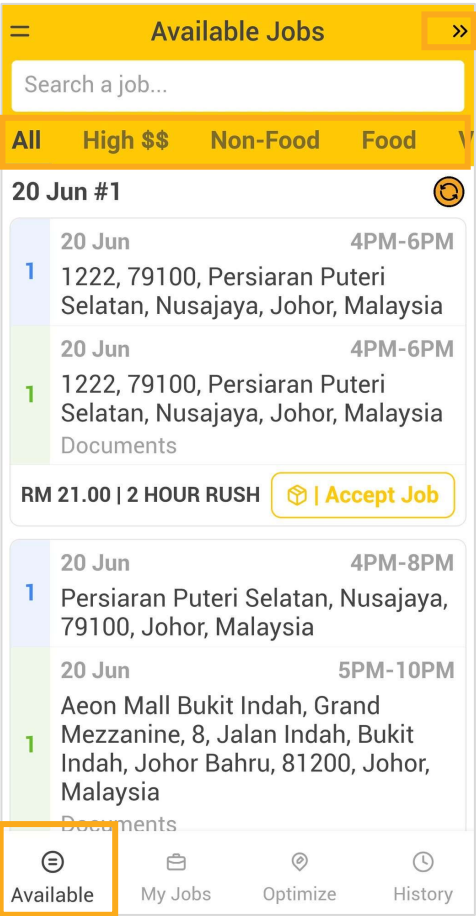 Available Jobs
Search a job...
All High $$ Non-Food Food
20 Jun #1
20 Jun 4PM-6PM
1
1222, 79100, Persiaran Puteri
Selatan, Nusajaya, Johor, Malaysia
20 Jun 4PM-6PM
1
1222, 79100, Persiaran Puteri
Selatan, Nusajaya, Johor, Malaysia
Documents
RM 21.00 | 2 HOUR RUSH | Accept Job
20 Jun 4PM-8PM
1
Persiaran Puteri Selatan, Nusajaya,
79100, Johor, Malaysia
20 Jun 5PM-10PM
Aeon Mall Bukit Indah, Grand
Mezzanine, 8, Jalan Indah, Bukit
1
Indah, Johor Bahru, 81200, Johor,
Malaysia
Documents
Available My Jobs Optimize History